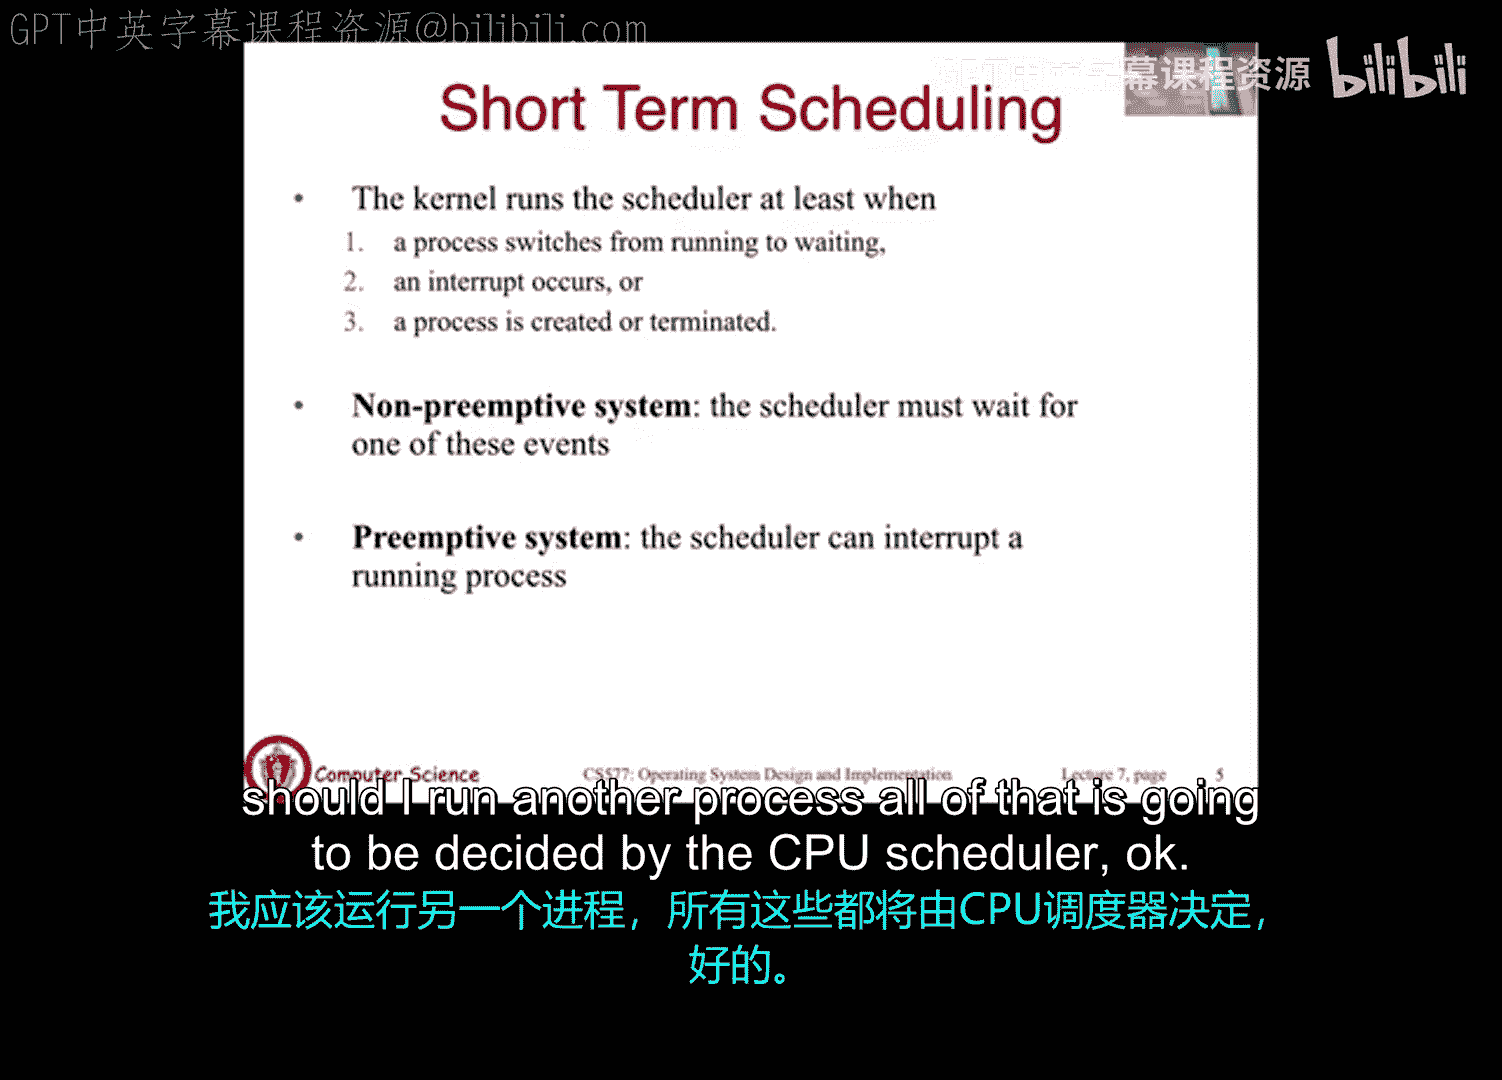 GPT中英字幕课程资源@bilibili.com
字幕课程资源 bilibili
Short Term Scheduling
• The kernel runs the scheduler at least when
1. a process switches from running to waiting,
2. an interrupt occurs, or
3. a process is created or terminated.
• Non-preemptive system: the scheduler must wait for
one of these events
• Preemptive system: the scheduler can interrupt a
running process
Computer Science CS577: Operating System Design and Implementation Lecture 7, page 5
should I run another process all of that is going
to be decided by the CPU scheduler, ok.
我应该运行另一个进程，所有这些都将由CPU调度器决定，
好的。